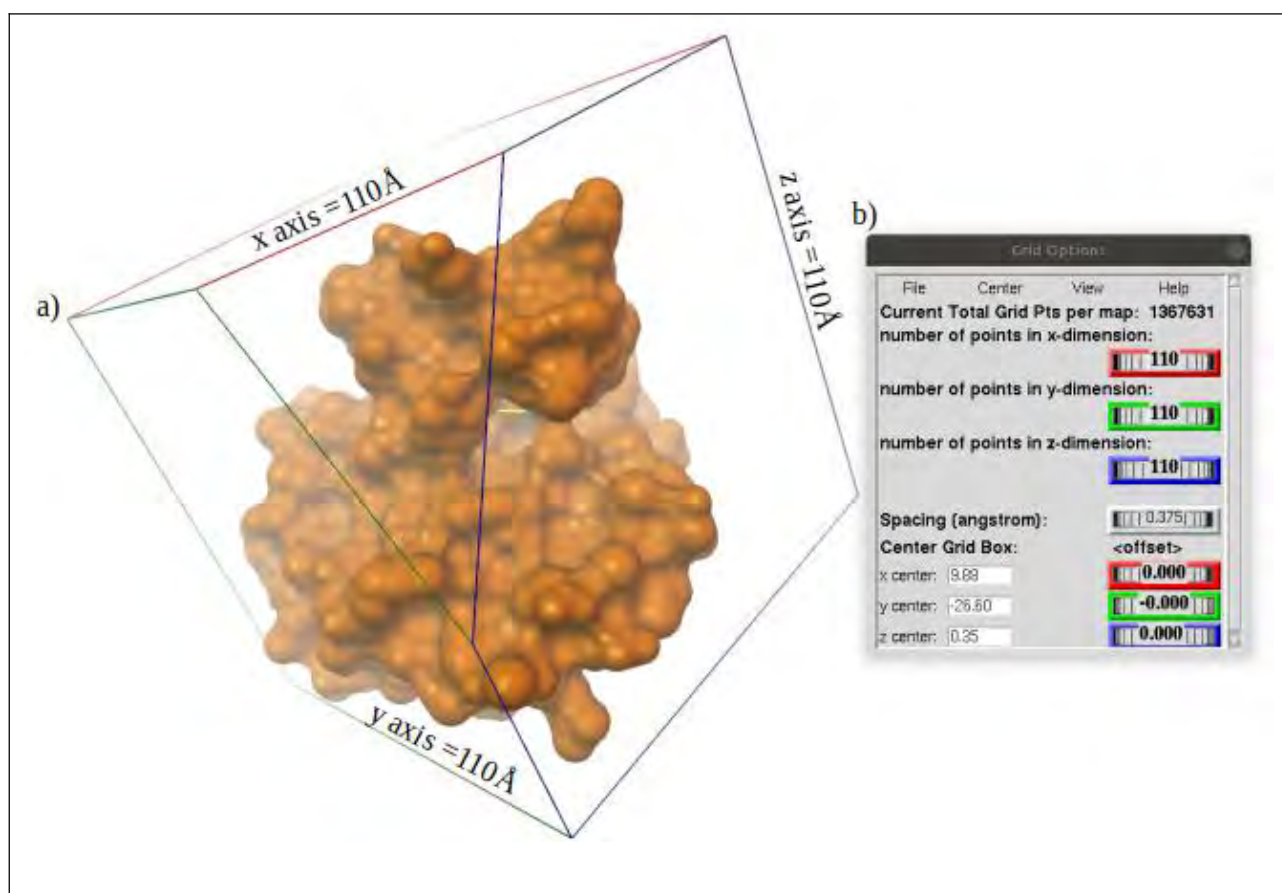 x axis =110Å
z axis =110Å
a)
y axis =110Å
b)
Grid Options
File Center View Help
Current Total Grid Pts per map: 1367631
number of points in x-dimension:
110
number of points in y-dimension:
110
number of points in z-dimension:
110
Spacing (angstrom): 0.375
Center Grid Box: <offset>
x center: 9.88 0.000
y center: -26.60 -0.000
z center: 0.35 0.000